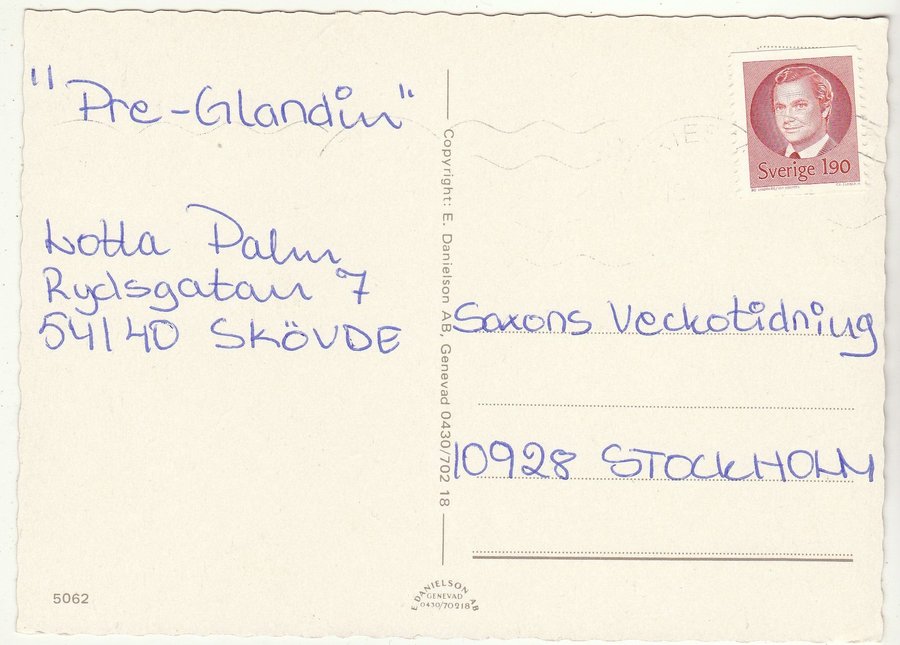 "Pre-Glandin"
Lotta Palm
Rydsgatan 7
54140 SKÖVDE
5062
Copyright: E. Danielson AB, Genevad 0430/702 18
E DANIELSON AB
GENEVAD
0430/70218
Sverige 190
Saxons Veckotidning
10928 STOCKHOLM